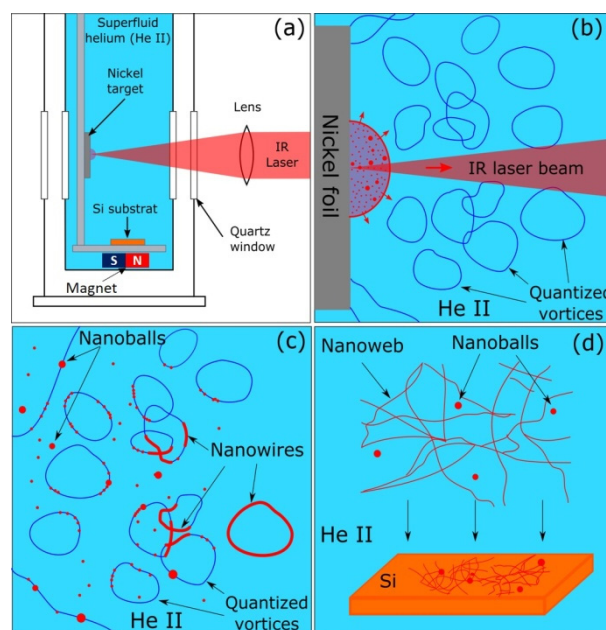 Superfluid
helium (He II)
(a)
Nickel
target
Lens
IR
Laser
Si substrat
Quartz
window
S N
Magnet
(b)
Nickel foil
IR laser beam
He II
Quantized
vortices
(c)
Nanoballs
Nanowires
Quantized
vortices
He II
(d)
Nanoweb
Nanoballs
He II
Si